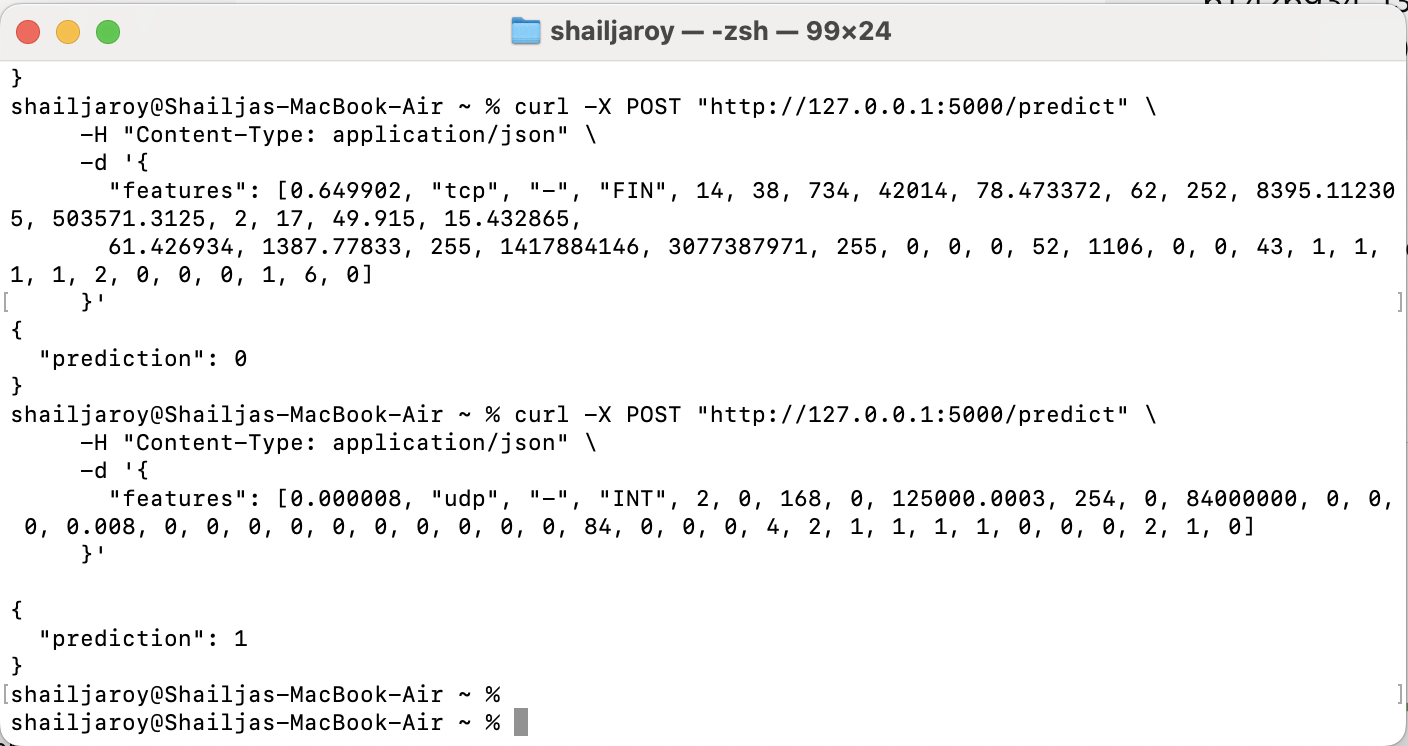 shailjaroy — -zsh — 99×24
}
shailjaroy@Shailjas-MacBook-Air ~ % curl -X POST "http://127.0.0.1:5000/predict" \
     -H "Content-Type: application/json" \
     -d '{
       "features": [0.649902, "tcp", "-", "FIN", 14, 38, 734, 42014, 78.473372, 62, 252, 8395.11230
5, 503571.3125, 2, 17, 49.915, 15.432865,
       61.426934, 1387.77833, 255, 1417884146, 3077387971, 255, 0, 0, 0, 52, 1106, 0, 0, 43, 1, 1,
1, 1, 2, 0, 0, 0, 1, 6, 0]
[     }'                                                                                           ]
{
  "prediction": 0
}
shailjaroy@Shailjas-MacBook-Air ~ % curl -X POST "http://127.0.0.1:5000/predict" \
     -H "Content-Type: application/json" \
     -d '{
       "features": [0.000008, "udp", "-", "INT", 2, 0, 168, 0, 125000.0003, 254, 0, 84000000, 0, 0,
 0, 0.008, 0, 0, 0, 0, 0, 0, 0, 0, 0, 0, 84, 0, 0, 0, 4, 2, 1, 1, 1, 1, 0, 0, 0, 2, 1, 0]
     }'
{
  "prediction": 1
}
[shailjaroy@Shailjas-MacBook-Air ~ %                                                                ]
shailjaroy@Shailjas-MacBook-Air ~ %